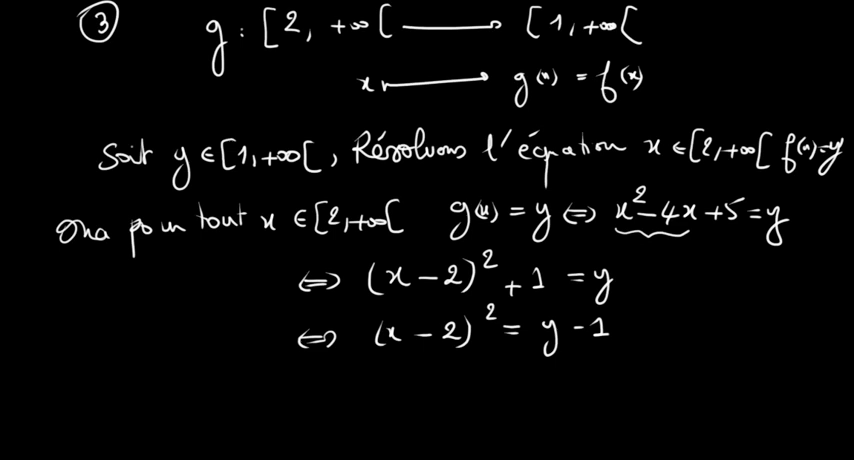 ③ g : [2, +∞[ ⟶ [1, +∞[
x ⟼ g(x) = f(x)
Soit y ∈ [1, +∞[, Résolvons l'équation x ∈ [2, +∞[ f(x)=y
On a pour tout x ∈ [2, +∞[ g(x) = y ⇔ x² - 4x + 5 = y
⇔ (x - 2)² + 1 = y
⇔ (x - 2)² = y - 1